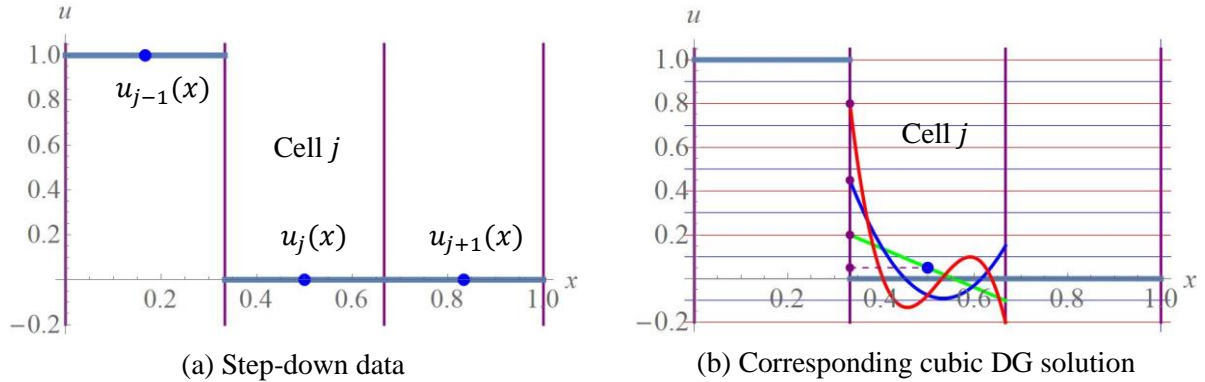 u
1.0
0.8
0.6
0.4
0.2
−0.2
0.2
0.4
0.6
0.8
1.0
x
u_{j−1}(x)
Cell j
u_j(x)
u_{j+1}(x)
(a) Step-down data
u
1.0
0.8
0.6
0.4
0.2
−0.2
0.2
0.4
0.6
0.8
1.0
x
Cell j
(b) Corresponding cubic DG solution